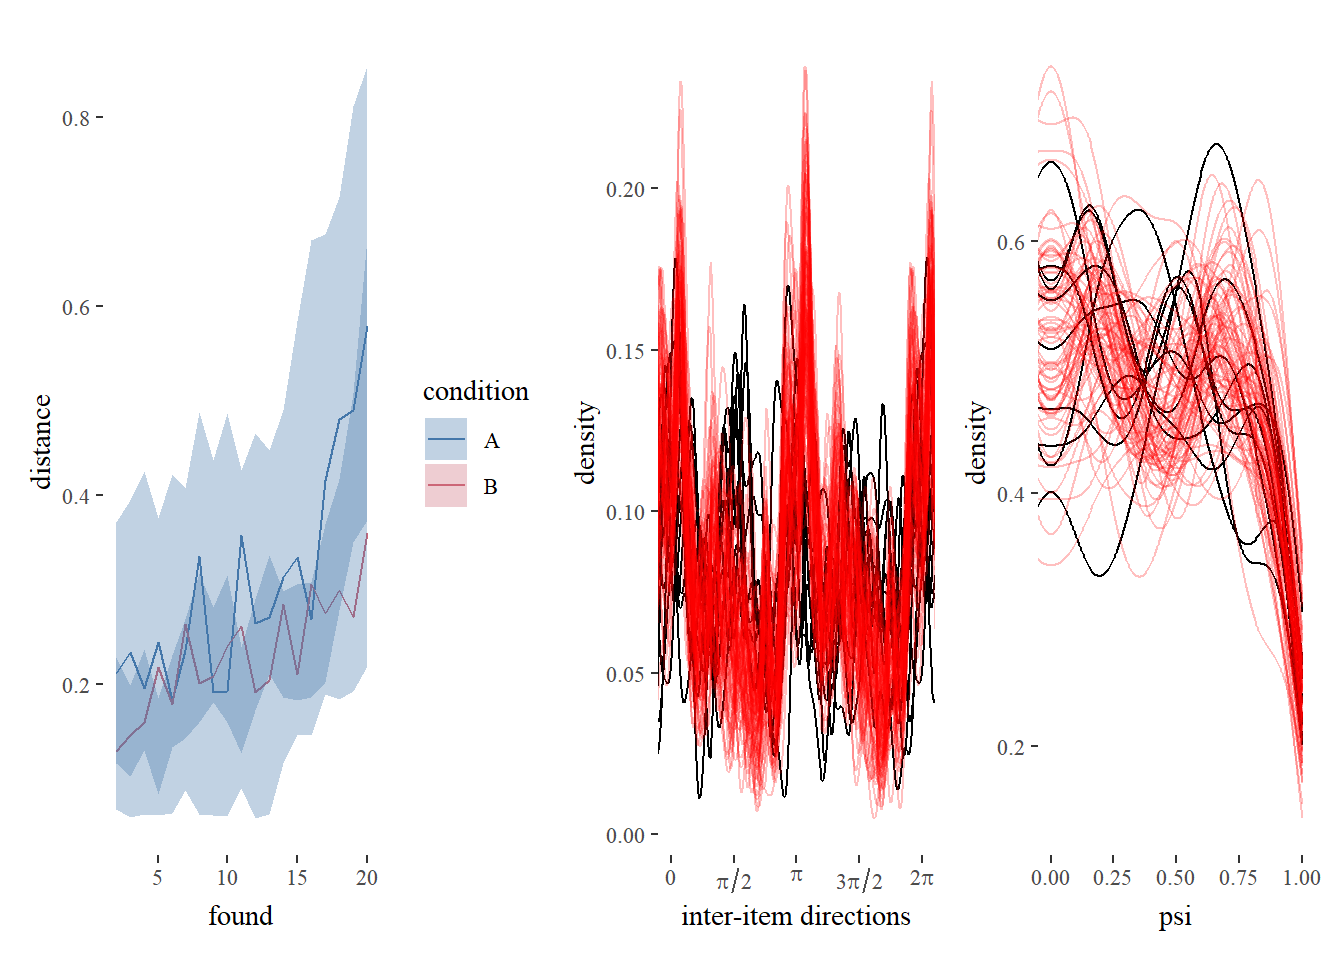 distance
0.8
0.6
0.4
0.2
5 10 15 20
found
condition
A
B
density
0.20
0.15
0.10
0.05
0.00
0 π/2 π 3π/2 2π
inter-item directions
density
0.6
0.4
0.2
0.00 0.25 0.50 0.75 1.00
psi